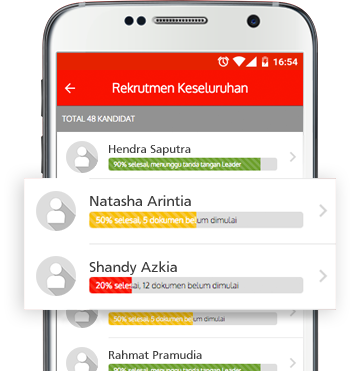 16:54
Rekrutmen Keseluruhan
TOTAL 48 KANDIDAT
Hendra Saputra
90% selesai, menunggu tanda tangan Leader
Natasha Arintia
50% selesai, 5 dokumen belum dimulai
Shandy Azkia
20% selesai, 12 dokumen belum dimulai
50% selesai, 5 dokumen belum dimulai
Rahmat Pramudia
90% selesai, menunggu tanda tangan Leader